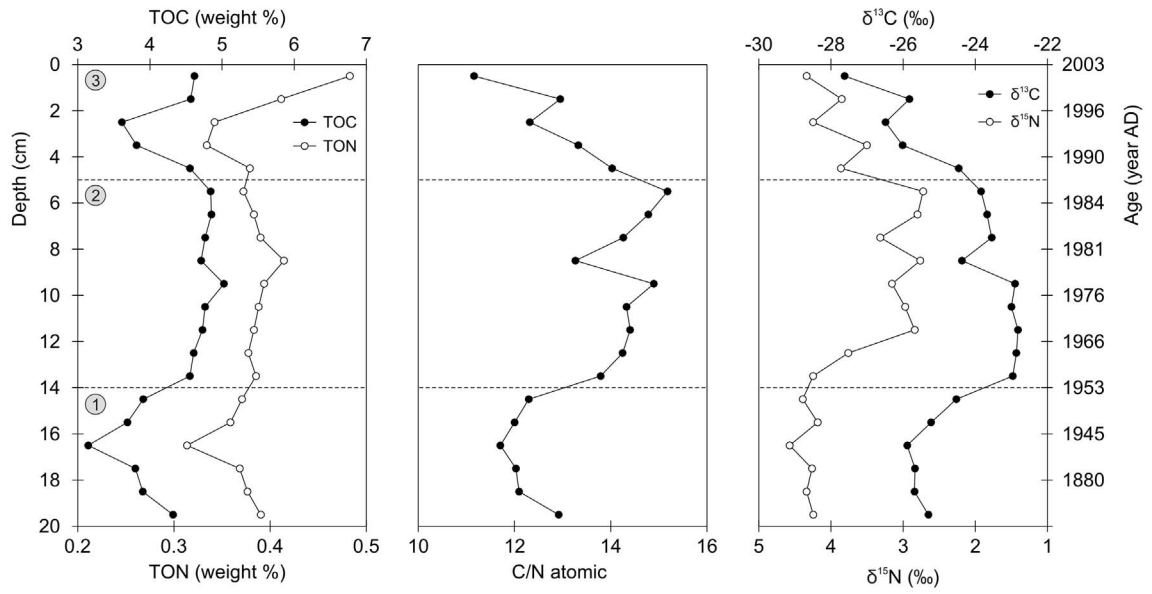 TOC (weight %)
3 4 5 6 7
δ¹³C (‰)
-30 -28 -26 -24 -22
Depth (cm)
0
2
4
6
8
10
12
14
16
18
20
3
2
1
TOC
TON
0.2 0.3 0.4 0.5
TON (weight %)
10 12 14 16
C/N atomic
δ¹³C
δ¹⁵N
5 4 3 2 1
δ¹⁵N (‰)
2003
1996
1990
1984
1981
1976
1966
1953
1945
1880
Age (year AD)